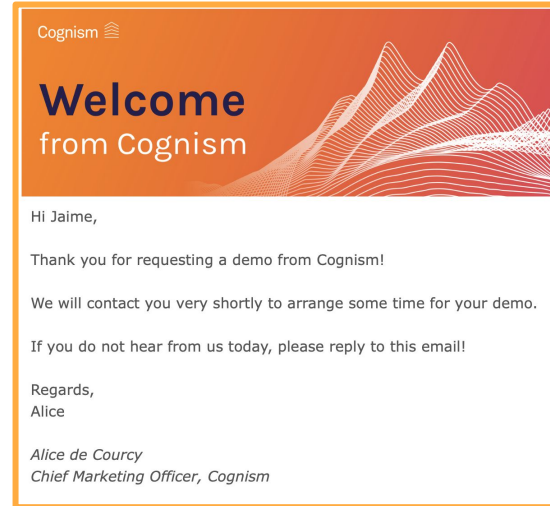 Cognism
Welcome
from Cognism
Hi Jaime,
Thank you for requesting a demo from Cognism!
We will contact you very shortly to arrange some time for your demo.
If you do not hear from us today, please reply to this email!
Regards,
Alice
Alice de Courcy
Chief Marketing Officer, Cognism